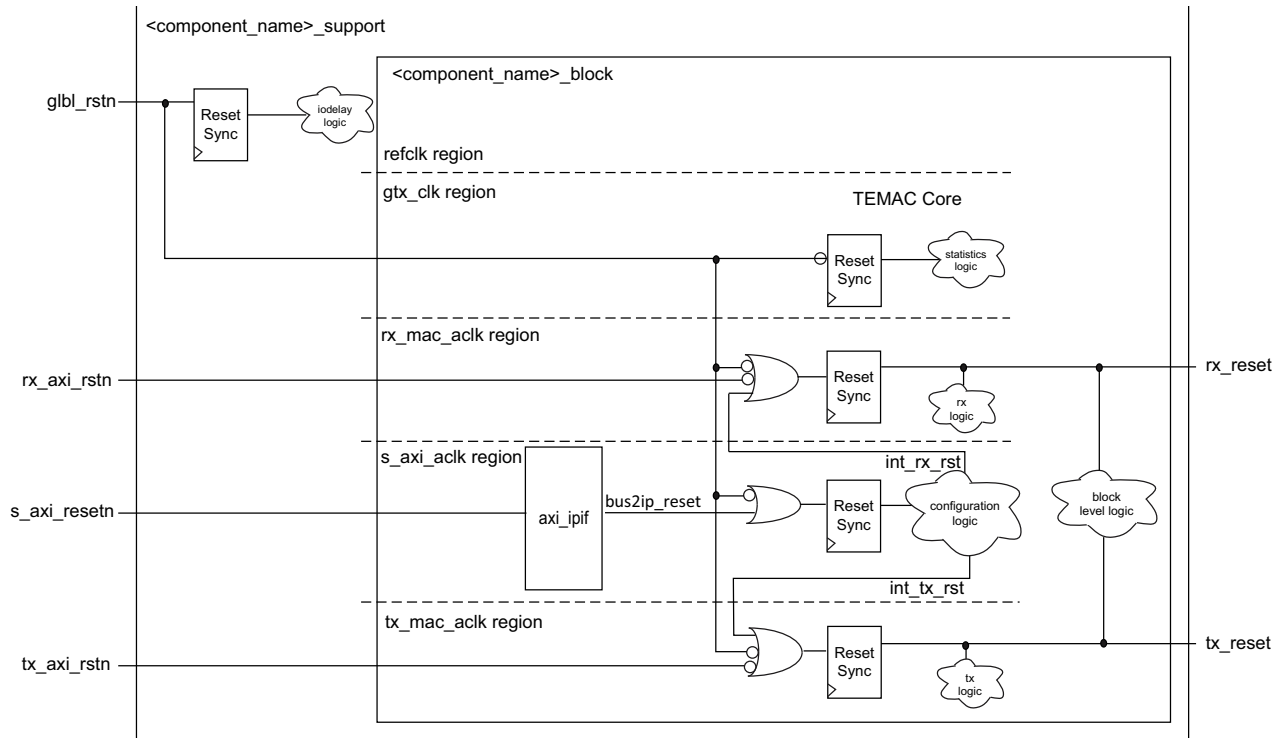 <component_name>_support
<component_name>_block
glbl_rstn
Reset
Sync
iodelay
logic
refclk region
gtx_clk region
TEMAC Core
Reset
Sync
statistics
logic
rx_mac_aclk region
rx_axi_rstn
Reset
Sync
rx
logic
rx_reset
s_axi_aclk region
int_rx_rst
s_axi_resetn
axi_ipif
bus2ip_reset
Reset
Sync
configuration
logic
block
level logic
int_tx_rst
tx_mac_aclk region
tx_axi_rstn
Reset
Sync
tx
logic
tx_reset